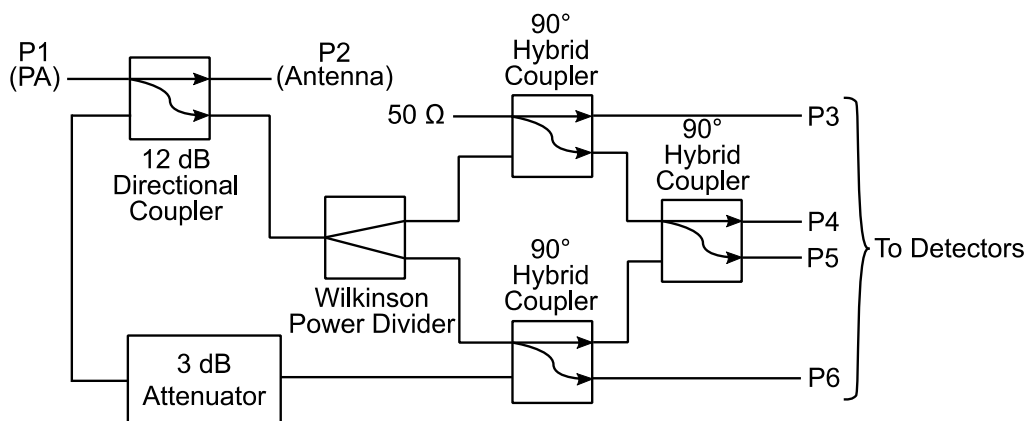 P1
(PA)
P2
(Antenna)
12 dB
Directional
Coupler
90°
Hybrid
Coupler
50 Ω
P3
90°
Hybrid
Coupler
P4
P5
To Detectors
Wilkinson
Power Divider
90°
Hybrid
Coupler
3 dB
Attenuator
P6